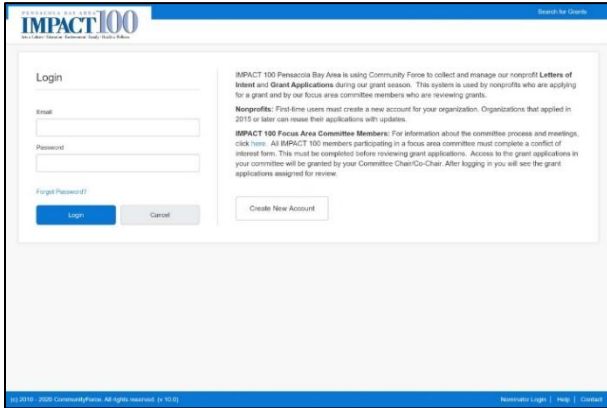 PENSACOLA BAY AREA
IMPACT100
Search for Grants
Login
Email
Password
Forgot Password?
Login
Cancel
IMPACT 100 Pensacola Bay Area is using Community Force to collect and manage our nonprofit Letters of
Intent and Grant Applications during our grant season. This system is used by nonprofits who are applying
for a grant and by our focus area committee members who are reviewing grants.
Nonprofits: First-time users must create a new account for your organization. Organizations that applied in
2015 or later can reuse their applications with updates.
IMPACT 100 Focus Area Committee Members: For information about the committee process and meetings,
click here. All IMPACT 100 members participating in a focus area committee must complete a conflict of
interest form. This must be completed before reviewing grant applications. Access to the grant applications in
your committee will be granted by your Committee Chair/Co-Chair. After logging in you will see the grant
applications assigned for review.
Create New Account
(c) 2010 - 2020 CommunityForce. All rights reserved. (v 10.0)
Nominator Login | Help | Contact